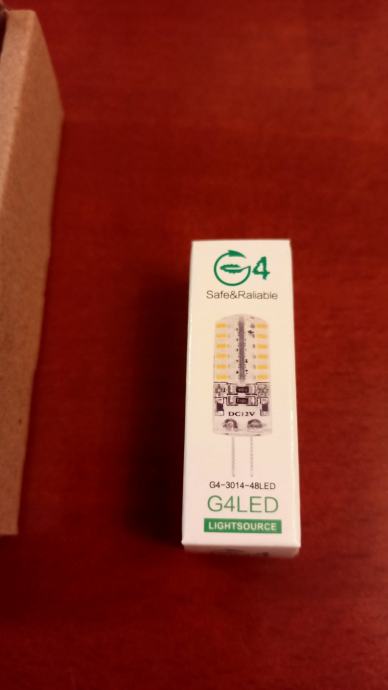 G4
Safe&Raliable
DC12V
G4-3014-48LED
G4LED
LIGHTSOURCE